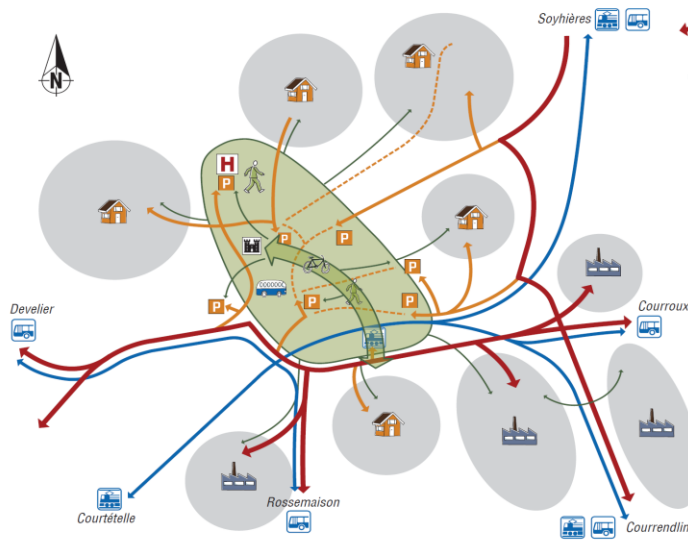 Soyhières
N
H
P
P
P
P
P
P
P
Develier
Courroux
Courtételle
Rossemaison
Courrendlin